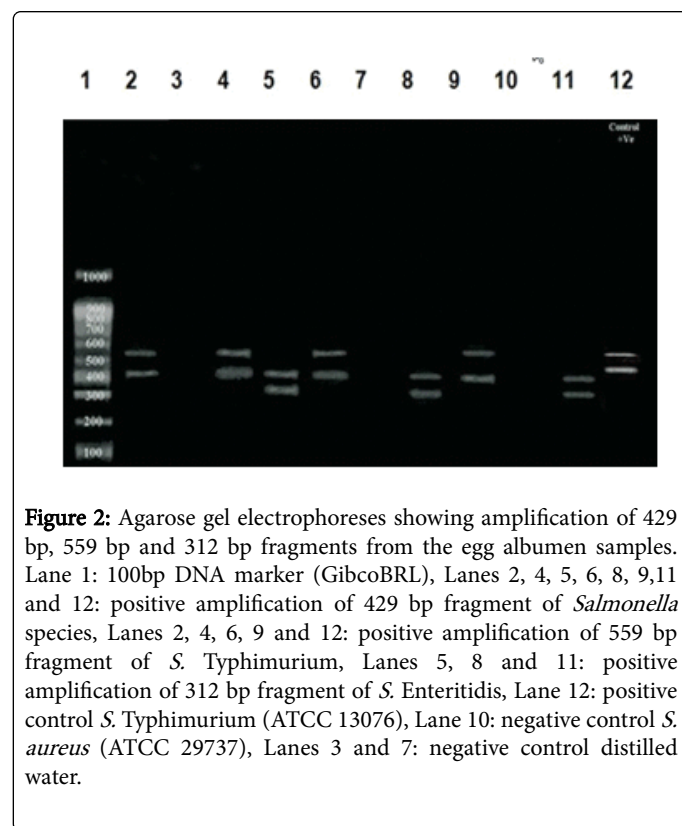 1 2 3 4 5 6 7 8 9 10 11 12
Control
+Ve
1000
900
800
700
600
500
400
300
200
100
Figure 2: Agarose gel electrophoreses showing amplification of 429
bp, 559 bp and 312 bp fragments from the egg albumen samples.
Lane 1: 100bp DNA marker (GibcoBRL), Lanes 2, 4, 5, 6, 8, 9,11
and 12: positive amplification of 429 bp fragment of Salmonella
species, Lanes 2, 4, 6, 9 and 12: positive amplification of 559 bp
fragment of S. Typhimurium, Lanes 5, 8 and 11: positive
amplification of 312 bp fragment of S. Enteritidis, Lane 12: positive
control S. Typhimurium (ATCC 13076), Lane 10: negative control S.
aureus (ATCC 29737), Lanes 3 and 7: negative control distilled
water.